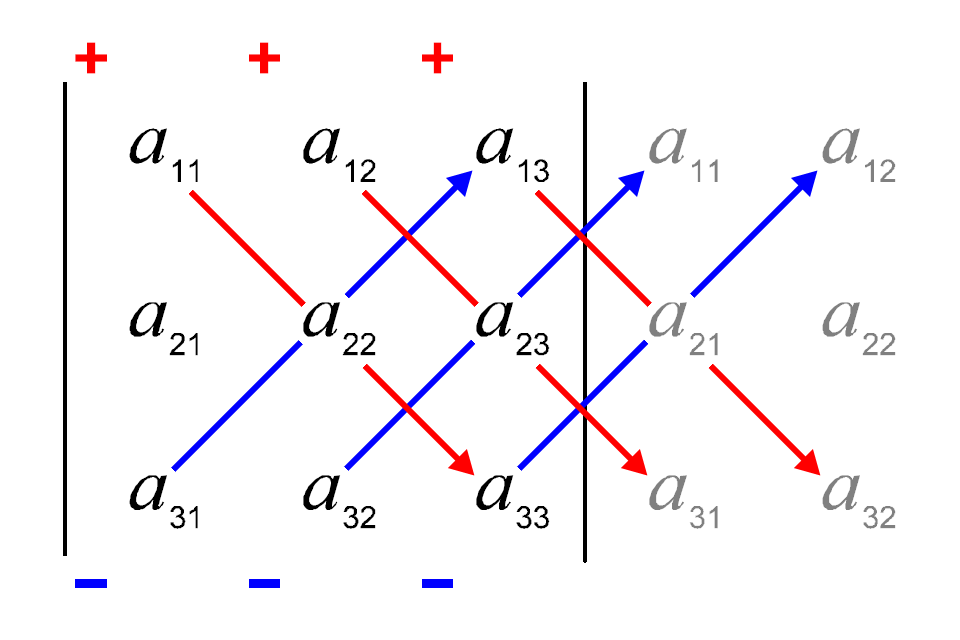 + + +
a₁₁ a₁₂ a₁₃ a₁₁ a₁₂
a₂₁ a₂₂ a₂₃ a₂₁ a₂₂
a₃₁ a₃₂ a₃₃ a₃₁ a₃₂
− − −